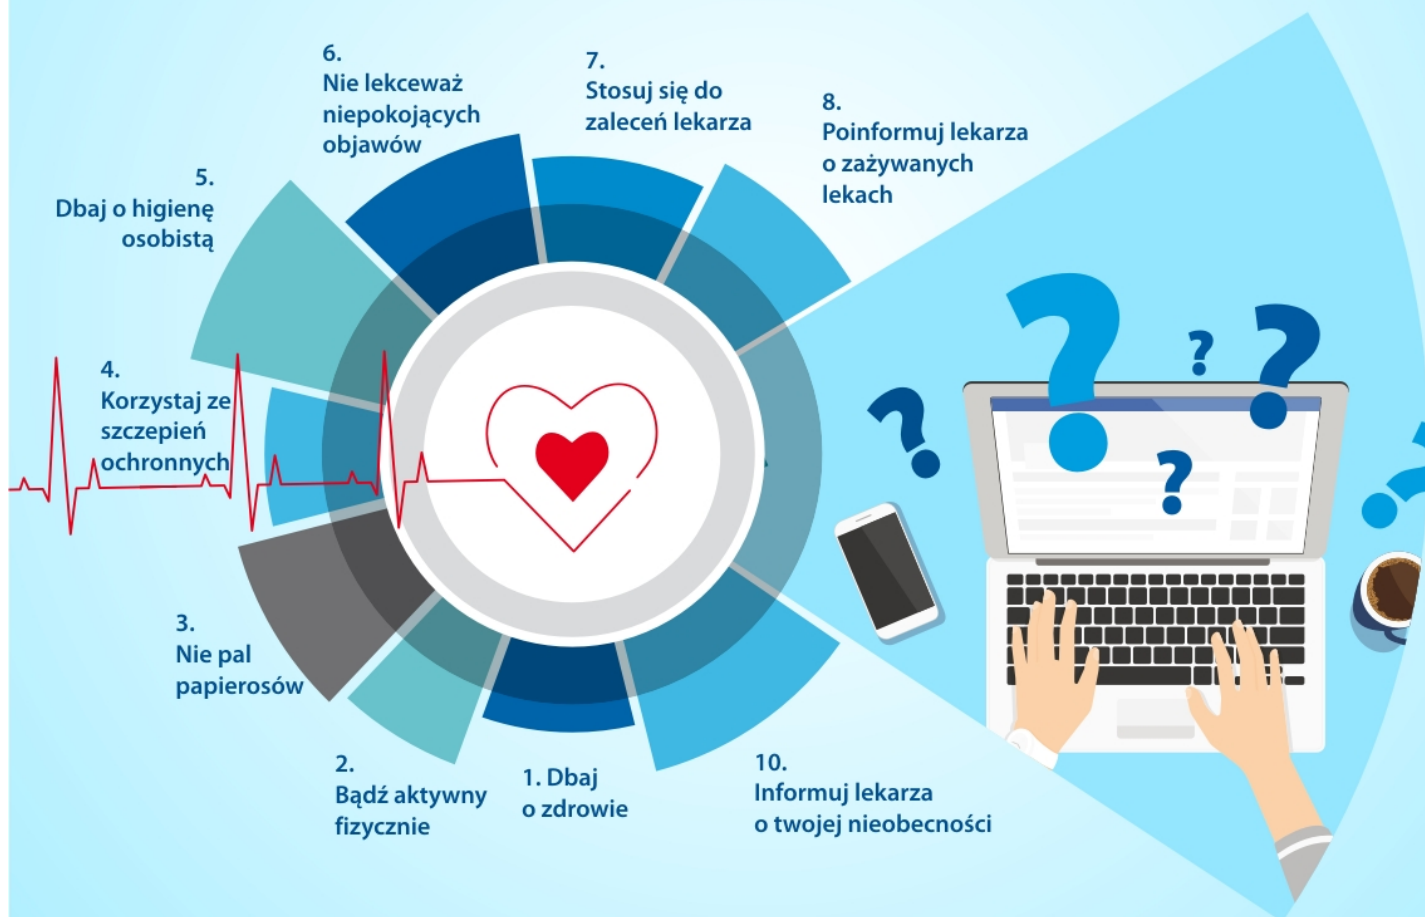 6.
Nie lekceważ
niepokojących
objawów
7.
Stosuj się do
zaleceń lekarza
8.
Poinformuj lekarza
o zażywanych
lekach
5.
Dbaj o higienę
osobistą
4.
Korzystaj ze
szczepień
ochronnych
3.
Nie pal
papierosów
2.
Bądź aktywny
fizycznie
1. Dbaj
o zdrowie
10.
Informuj lekarza
o twojej nieobecności
? ? ? ? ? ?